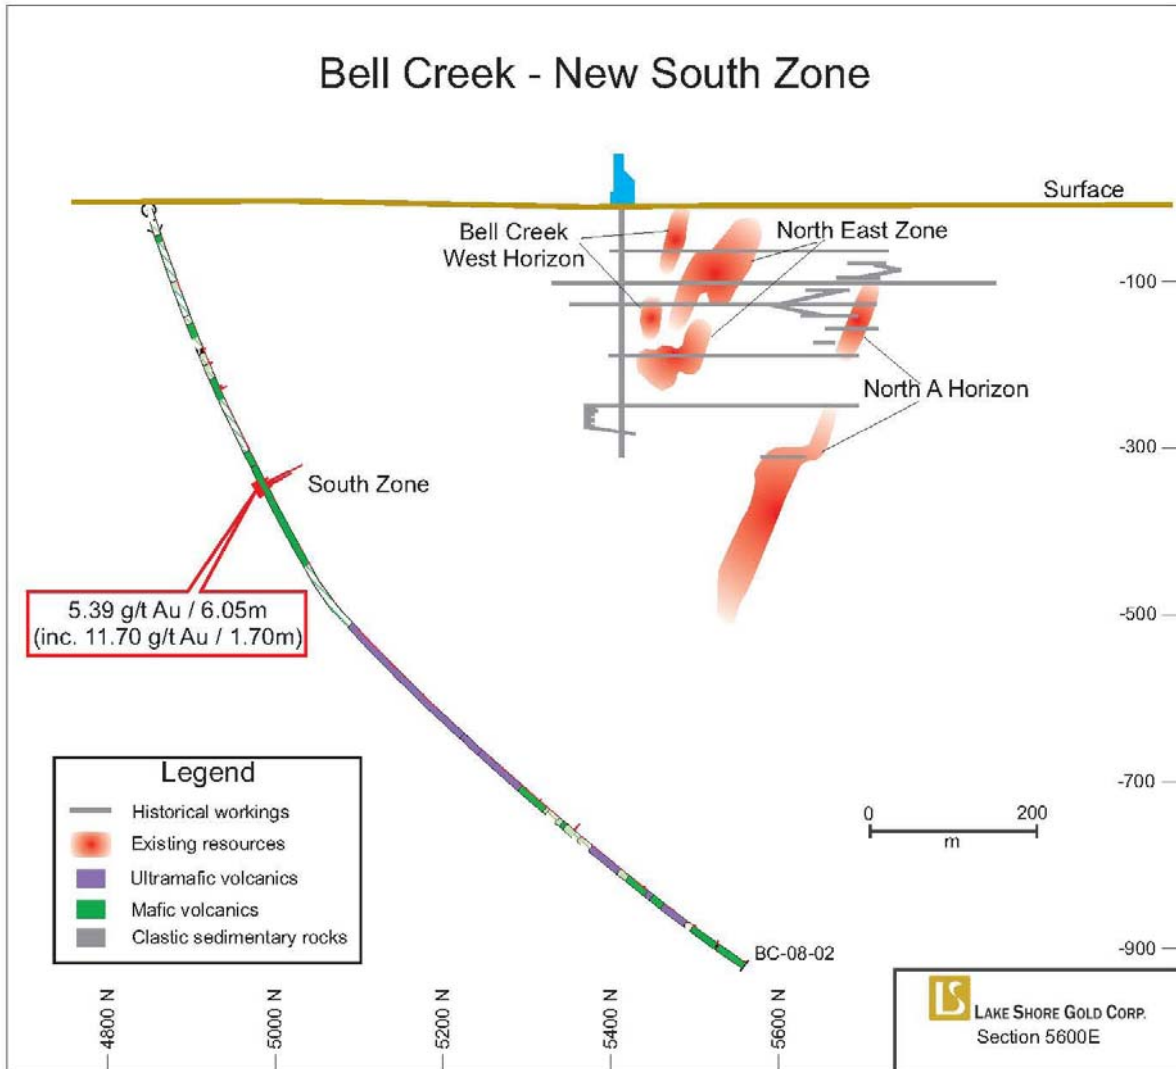 Bell Creek - New South Zone
Surface
Bell Creek
West Horizon
North East Zone
-100
North A Horizon
-300
South Zone
5.39 g/t Au / 6.05m
(inc. 11.70 g/t Au / 1.70m)
-500
Legend
Historical workings
Existing resources
Ultramafic volcanics
Mafic volcanics
Clastic sedimentary rocks
-700
0 200
m
BC-08-02
-900
4800 N
5000 N
5200 N
5400 N
5600 N
LS LAKE SHORE GOLD CORP.
Section 5600E